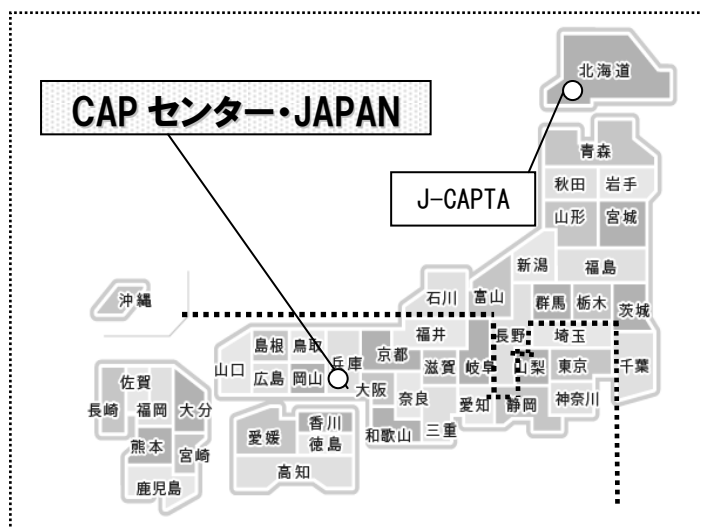 北海道
CAP センター・JAPAN
青森
J-CAPTA
秋田 岩手
山形 宮城
新潟 福島
沖縄
石川 富山 群馬 栃木 茨城
福井 長野 埼玉
島根 鳥取 兵庫 京都
山口 滋賀 岐阜 山梨 東京 千葉
広島 岡山 大阪
佐賀
奈良 愛知 静岡 神奈川
長崎 福岡 大分
香川
愛媛 徳島 和歌山 三重
熊本 宮崎
高知
鹿児島